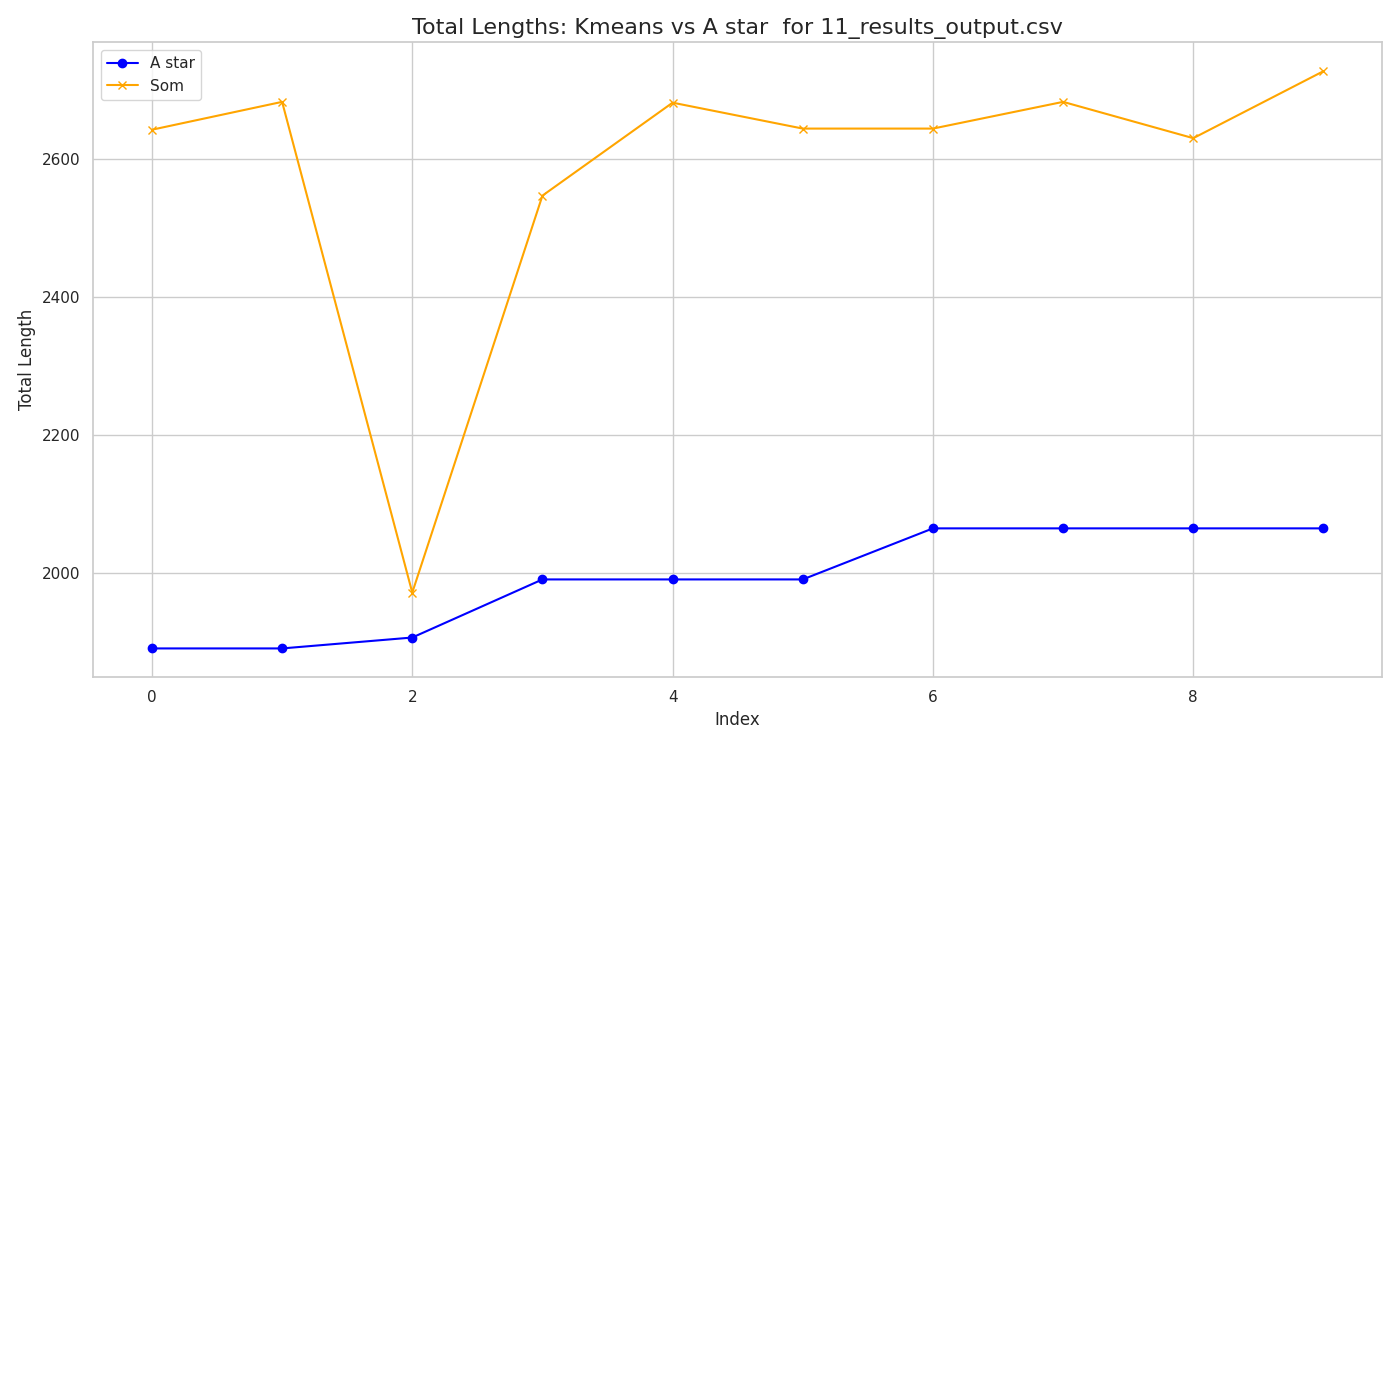 Total Lengths: Kmeans vs A star  for 11_results_output.csv
A star
Som
2600
2400
2200
2000
Total Length
0 2 4 6 8
Index